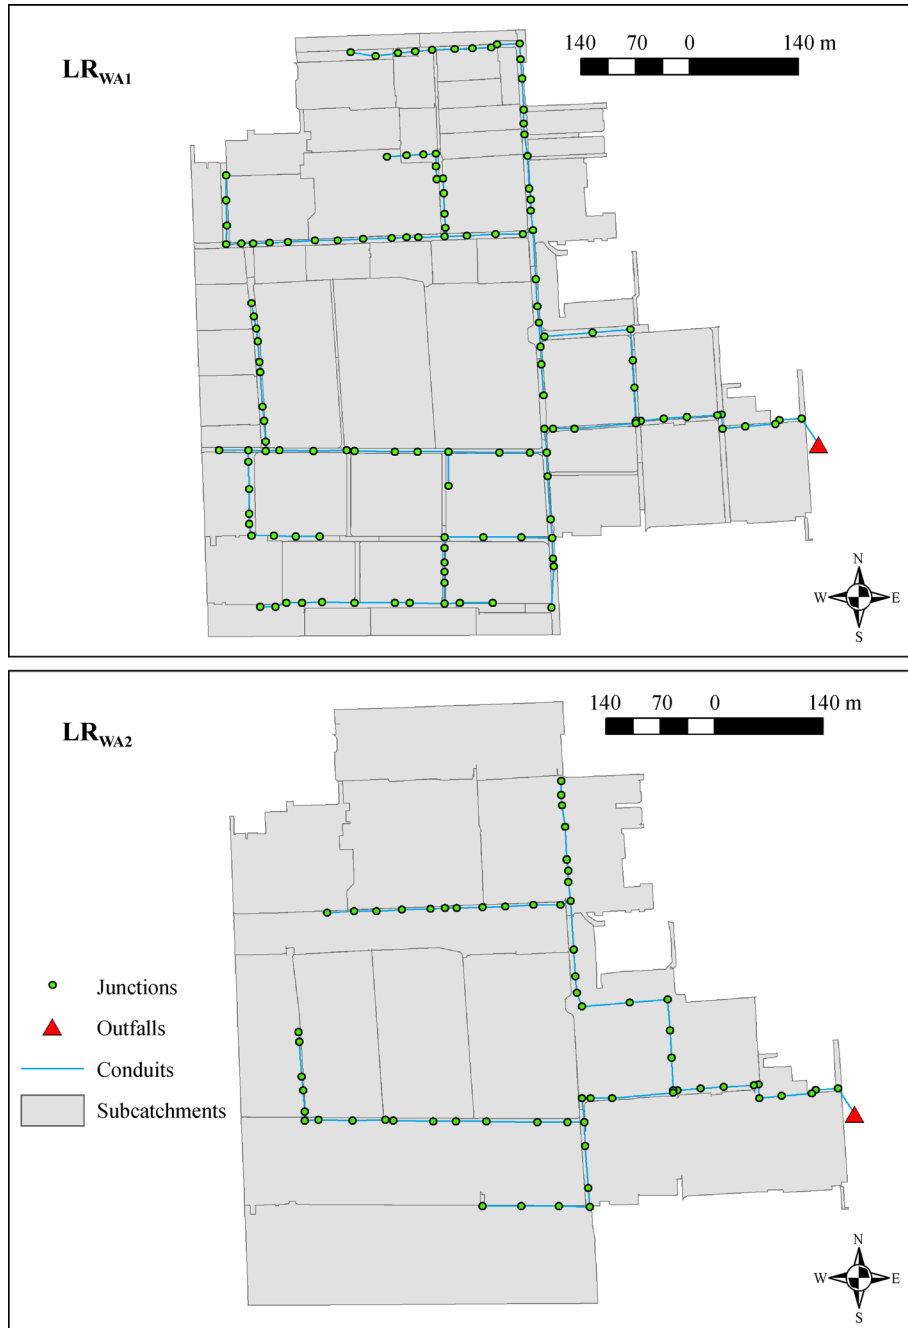 LRWA1
140 70 0 140 m
N
W E
S
LRWA2
140 70 0 140 m
Junctions
Outfalls
Conduits
Subcatchments
N
W E
S